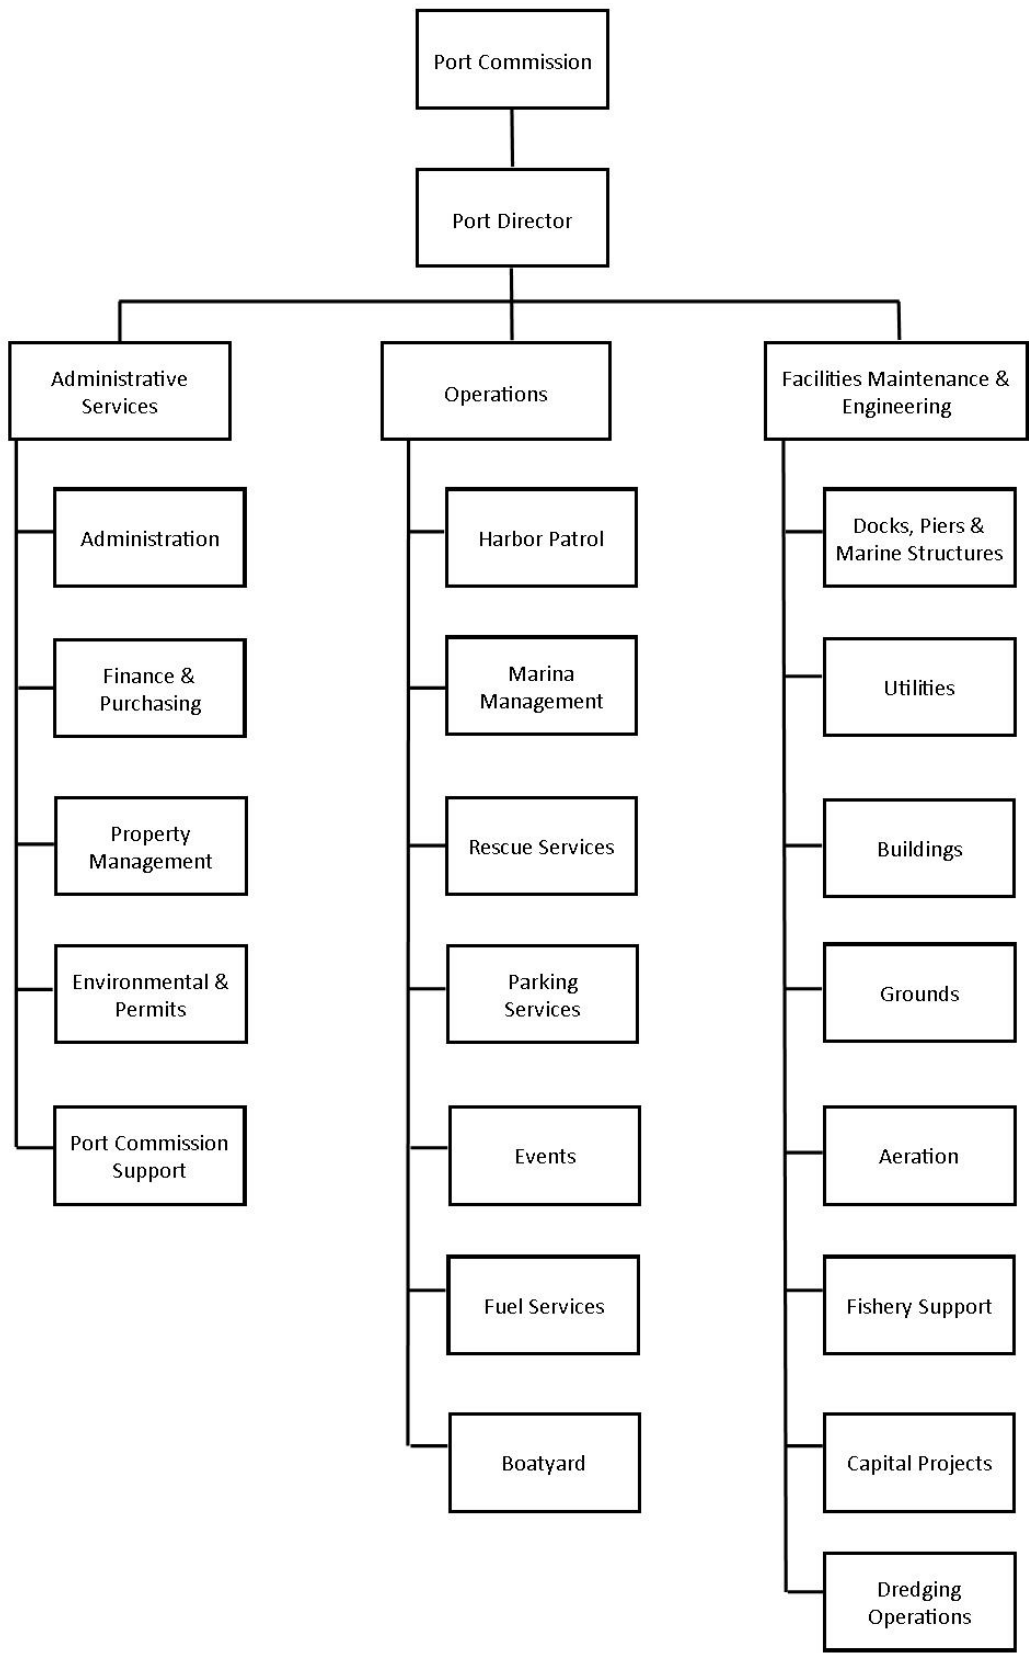 Port Commission
Port Director
Administrative
Services
Operations
Facilities Maintenance &
Engineering
Administration
Finance &
Purchasing
Property
Management
Environmental &
Permits
Port Commission
Support
Harbor Patrol
Marina
Management
Rescue Services
Parking
Services
Events
Fuel Services
Boatyard
Docks, Piers &
Marine Structures
Utilities
Buildings
Grounds
Aeration
Fishery Support
Capital Projects
Dredging
Operations